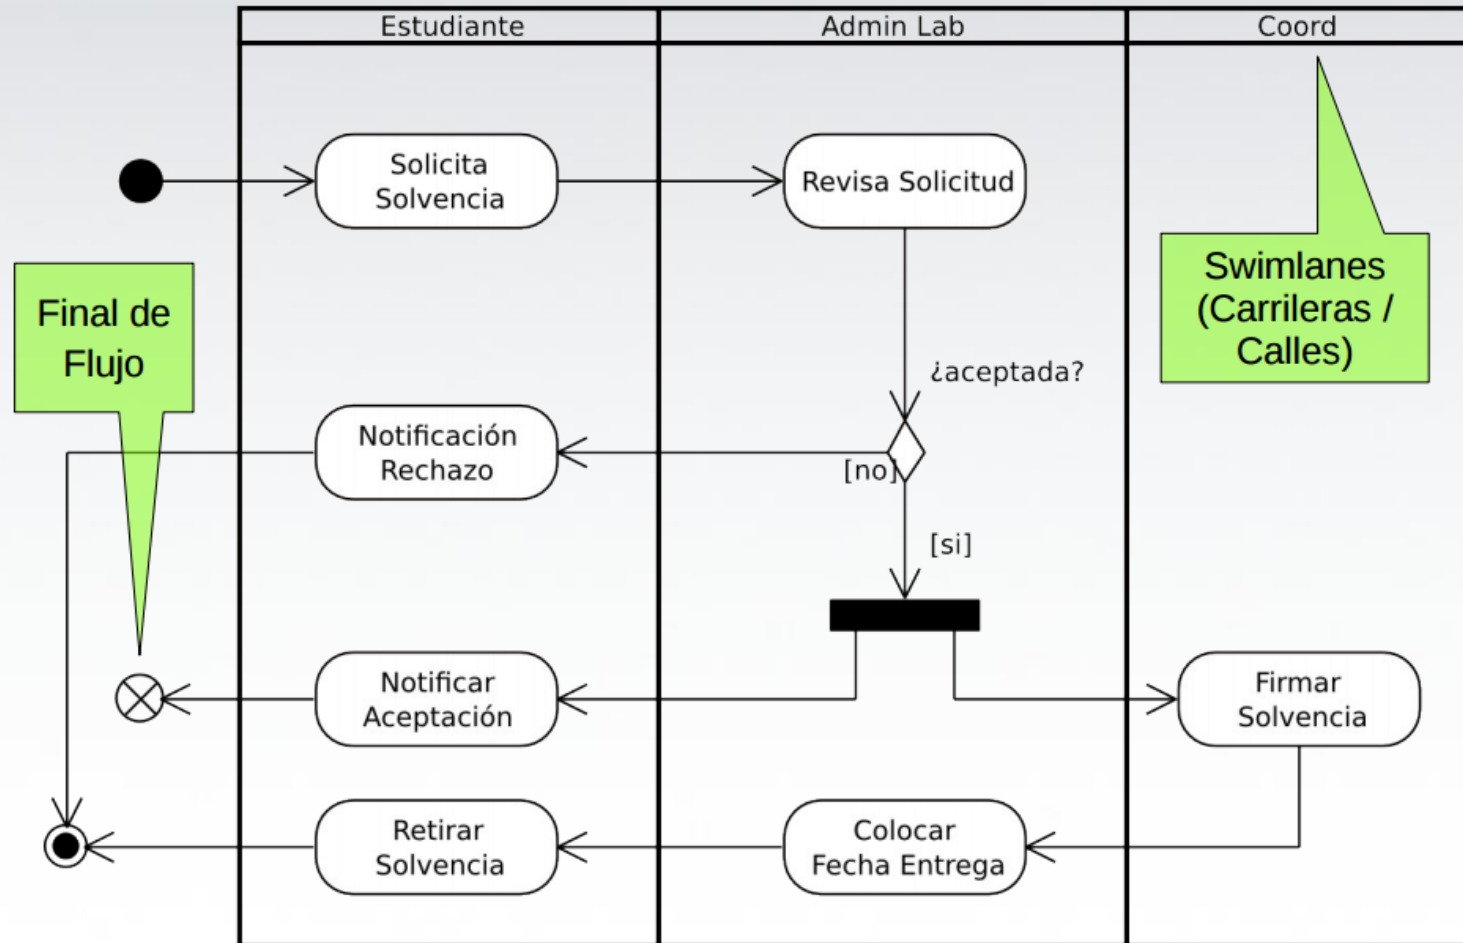 Estudiante
Admin Lab
Coord
Solicita
Solvencia
Revisa Solicitud
Swimlanes
(Carrileras /
Calles)
Final de
Flujo
¿aceptada?
Notificación
Rechazo
[no]
[si]
Notificar
Aceptación
Firmar
Solvencia
Retirar
Solvencia
Colocar
Fecha Entrega